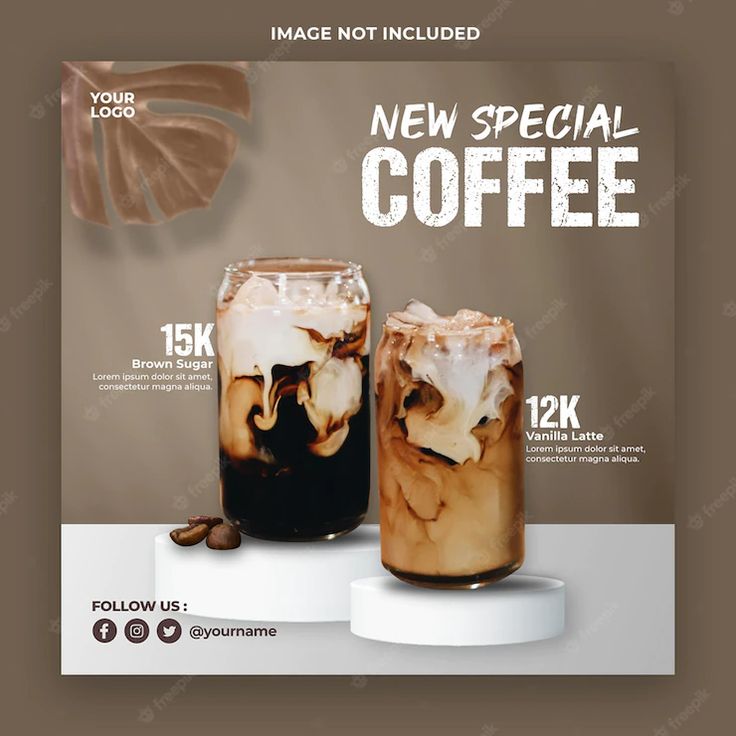 IMAGE NOT INCLUDED
YOUR
LOGO
NEW SPECIAL
COFFEE
15K
Brown Sugar
Lorem ipsum dolor sit amet,
consectetur magna aliqua.
12K
Vanilla Latte
Lorem ipsum dolor sit amet,
consectetur magna aliqua.
FOLLOW US :
@yourname
freepik